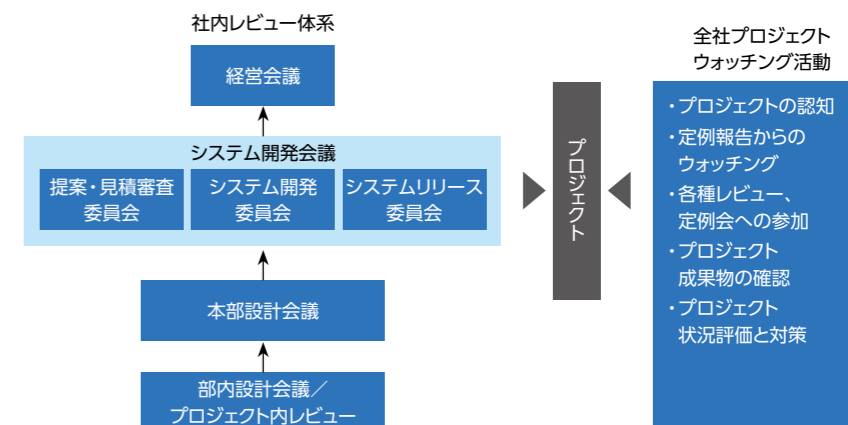 社内レビュー体系
経営会議
システム開発会議
提案・見積審査
委員会
システム開発
委員会
システムリリース
委員会
本部設計会議
部内設計会議／
プロジェクト内レビュー
プロジェクト
全社プロジェクト
ウォッチング活動
・プロジェクトの認知
・定例報告からの
ウォッチング
・各種レビュー、
定例会への参加
・プロジェクト
成果物の確認
・プロジェクト
状況評価と対策